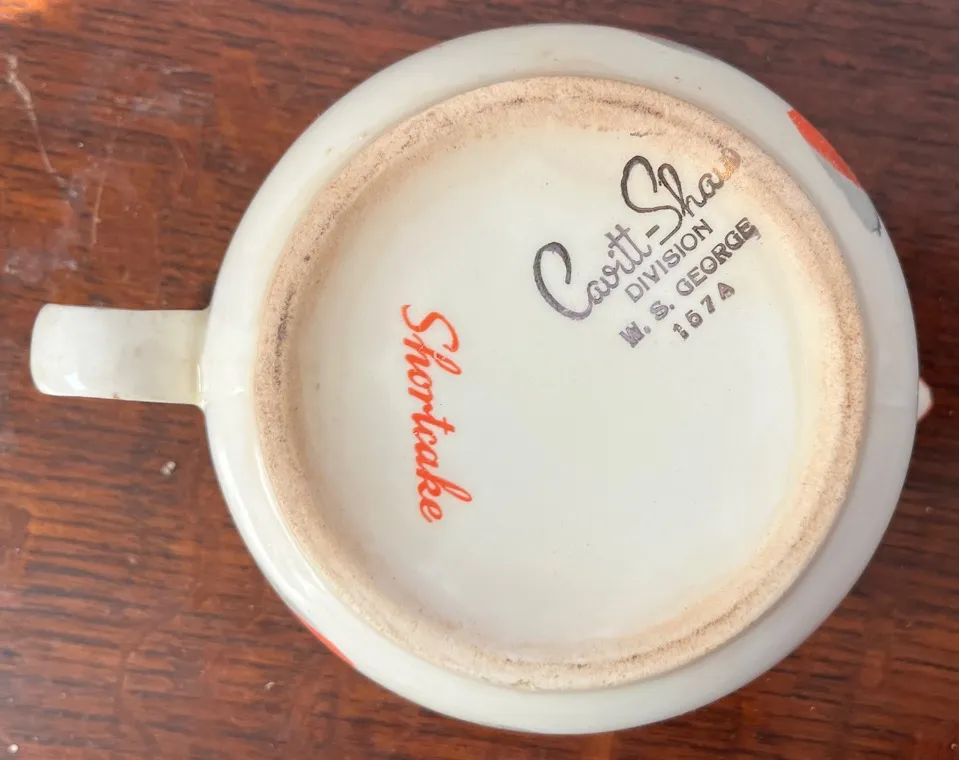 Cavitt-Shaw
DIVISION
W. S. GEORGE
157A
Shortcake